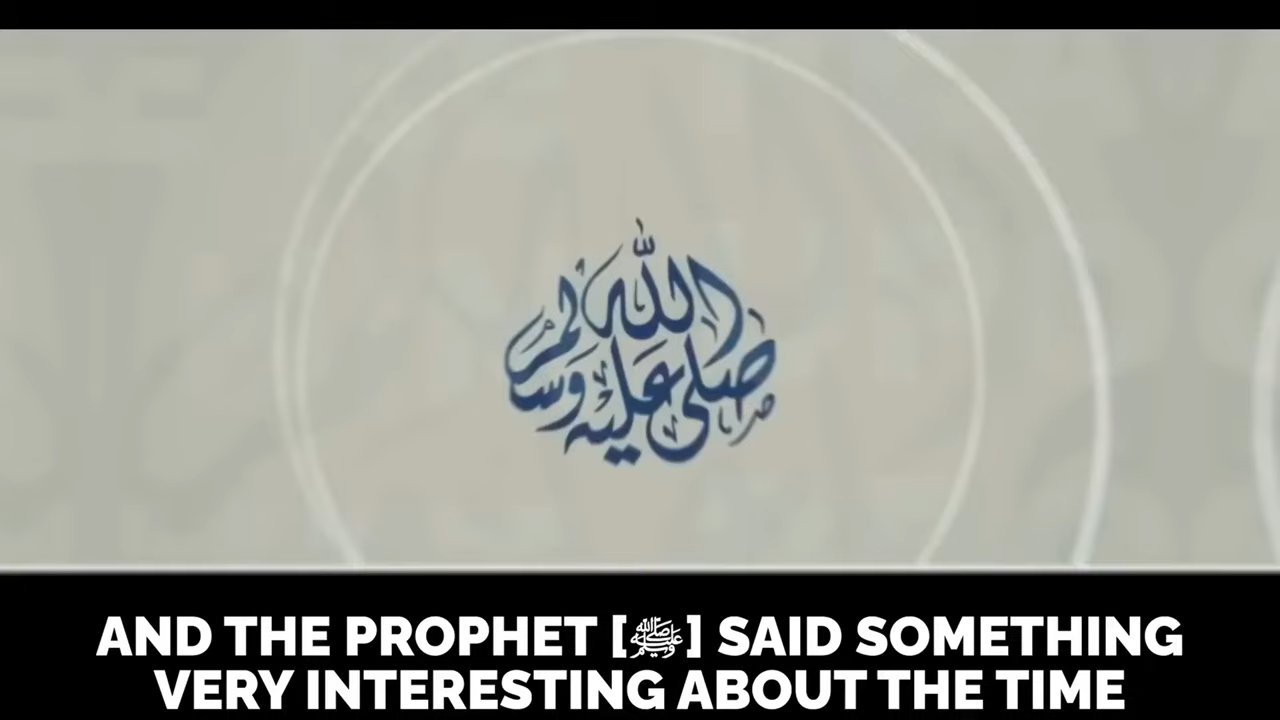 صلى الله عليه وسلم
AND THE PROPHET [ﷺ] SAID SOMETHING
VERY INTERESTING ABOUT THE TIME